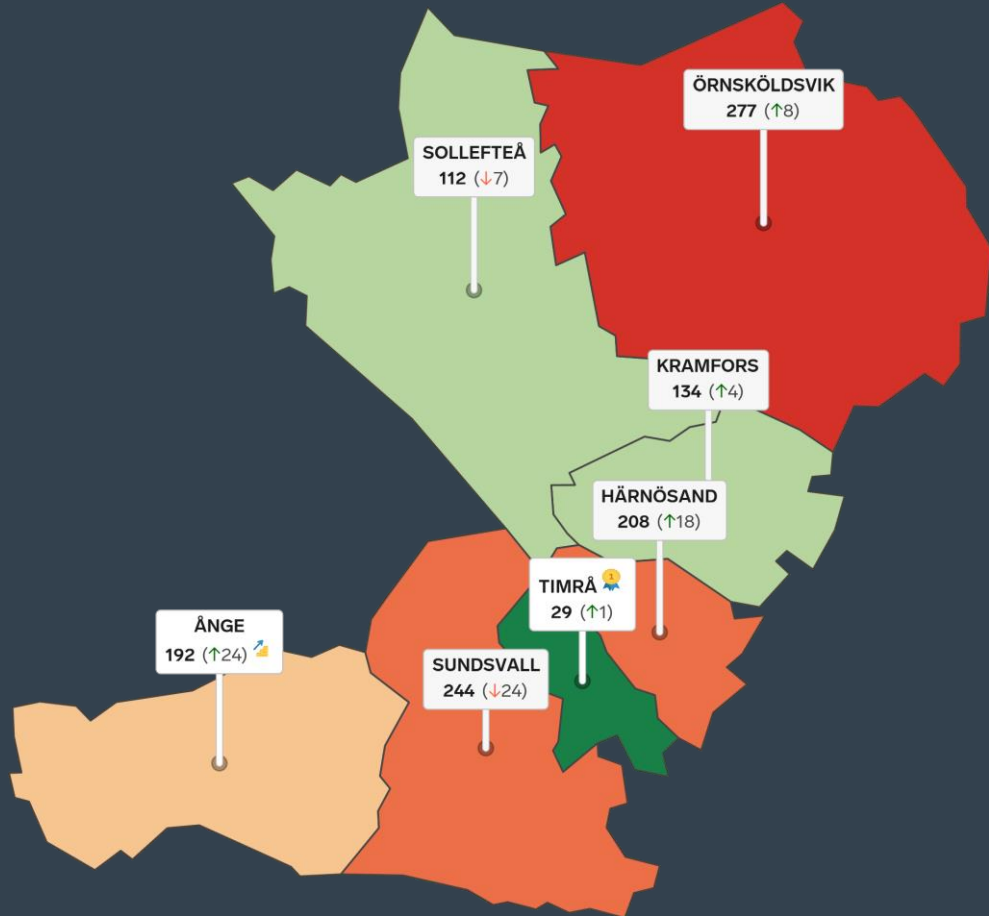 ÖRNSKÖLDSVIK
277 (↑8)
SOLLEFTEÅ
112 (↓7)
KRAMFORS
134 (↑4)
HÄRNÖSAND
208 (↑18)
TIMRÅ
29 (↑1)
ÅNGE
192 (↑24)
SUNDSVALL
244 (↓24)